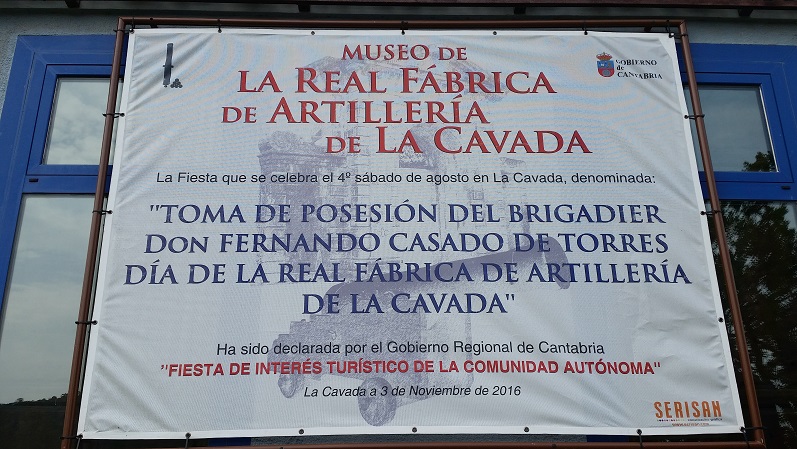 MUSEO DE
LA REAL FÁBRICA
DE ARTILLERÍA
DE LA CAVADA
GOBIERNO
de
CANTABRIA
La Fiesta que se celebra el 4º sábado de agosto en La Cavada, denominada:
"TOMA DE POSESIÓN DEL BRIGADIER
DON FERNANDO CASADO DE TORRES
DÍA DE LA REAL FÁBRICA DE ARTILLERÍA
DE LA CAVADA"
Ha sido declarada por el Gobierno Regional de Cantabria
"FIESTA DE INTERÉS TURÍSTICO DE LA COMUNIDAD AUTÓNOMA"
La Cavada a 3 de Noviembre de 2016
SERISAN
www.serisan.com